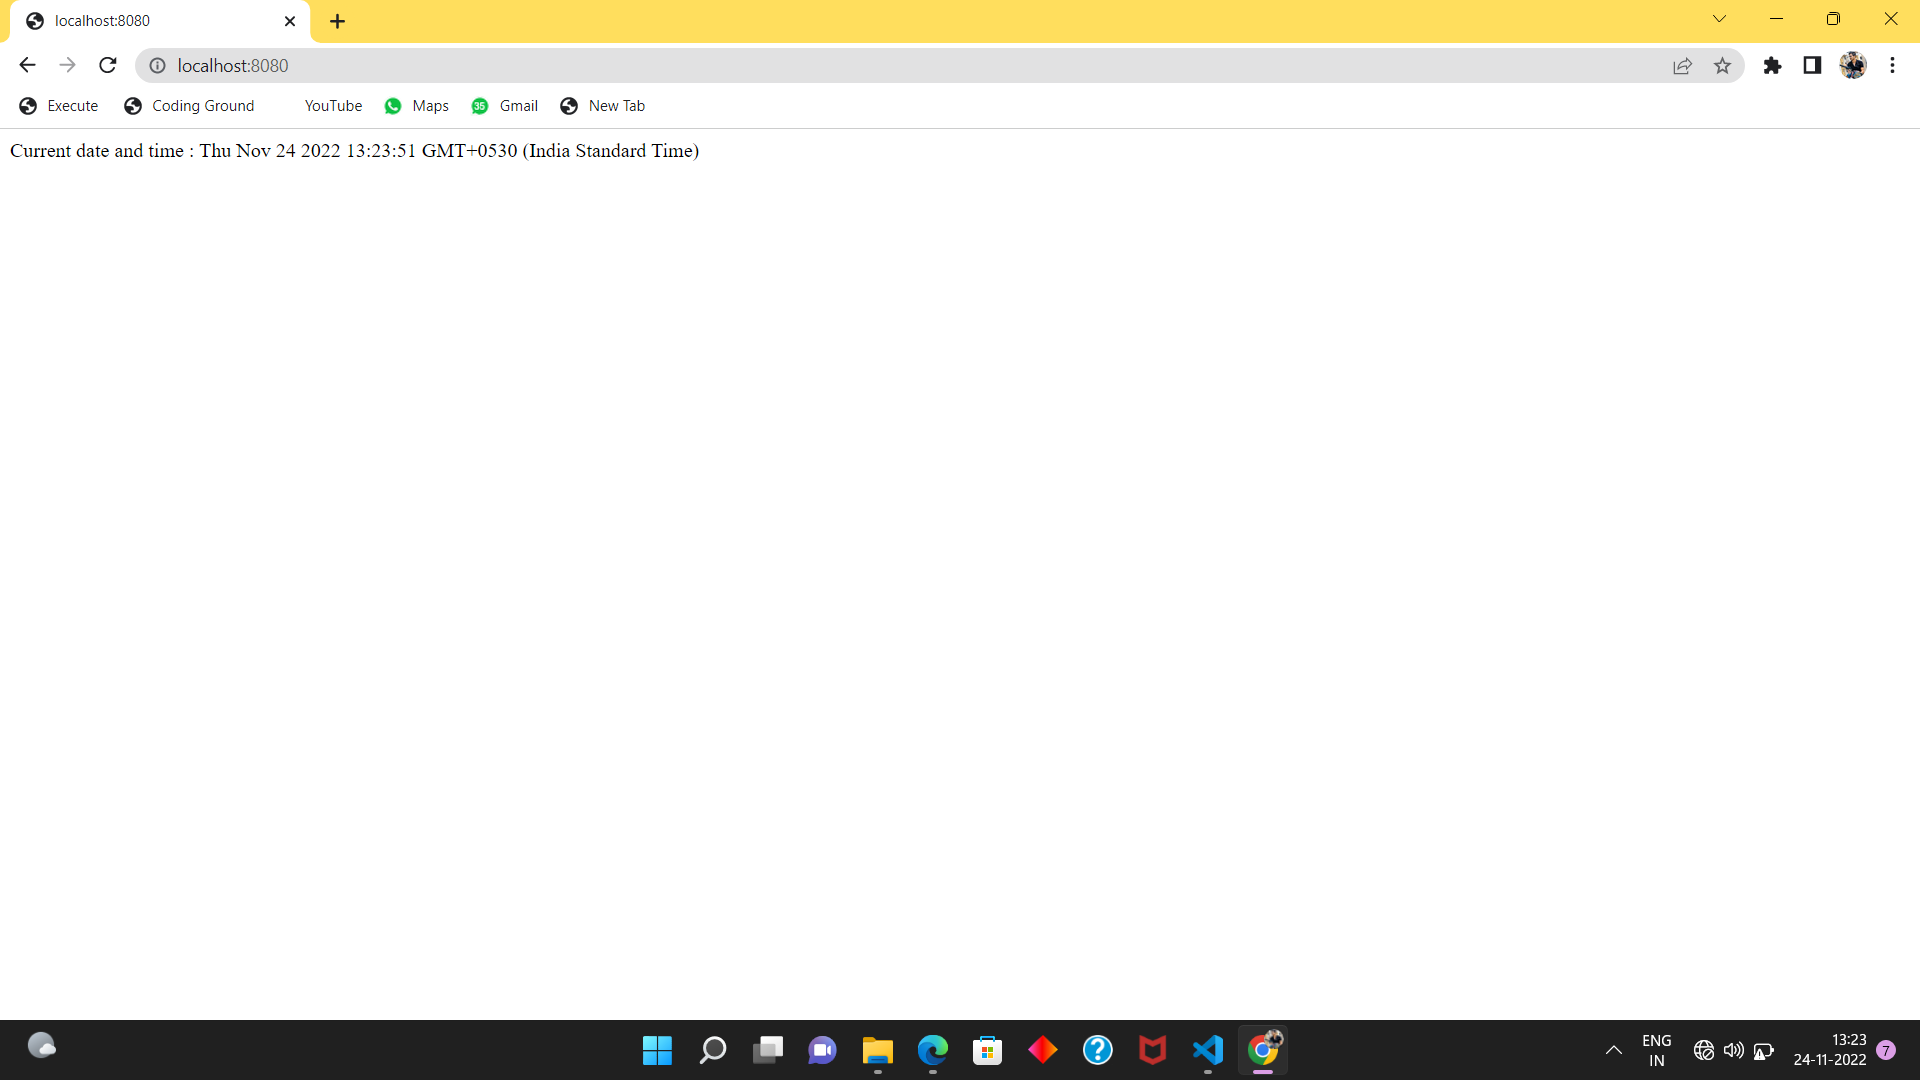 localhost:8080
localhost:8080
Execute Coding Ground YouTube Maps 35 Gmail New Tab
Current date and time : Thu Nov 24 2022 13:23:51 GMT+0530 (India Standard Time)
ENG 13:23
IN 24-11-2022 7